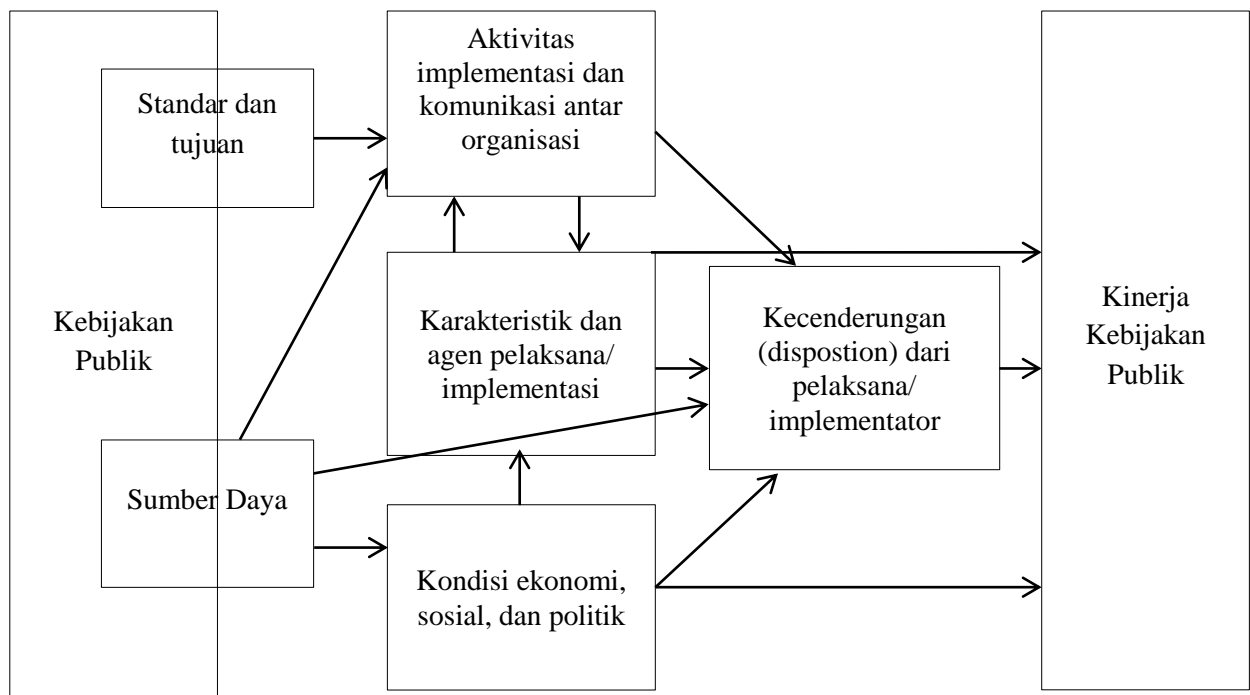 Kebijakan
Publik
Standar dan
tujuan
Sumber Daya
Aktivitas
implementasi dan
komunikasi antar
organisasi
Karakteristik dan
agen pelaksana/
implementasi
Kondisi ekonomi,
sosial, dan politik
Kecenderungan
(dispostion) dari
pelaksana/
implementator
Kinerja
Kebijakan
Publik